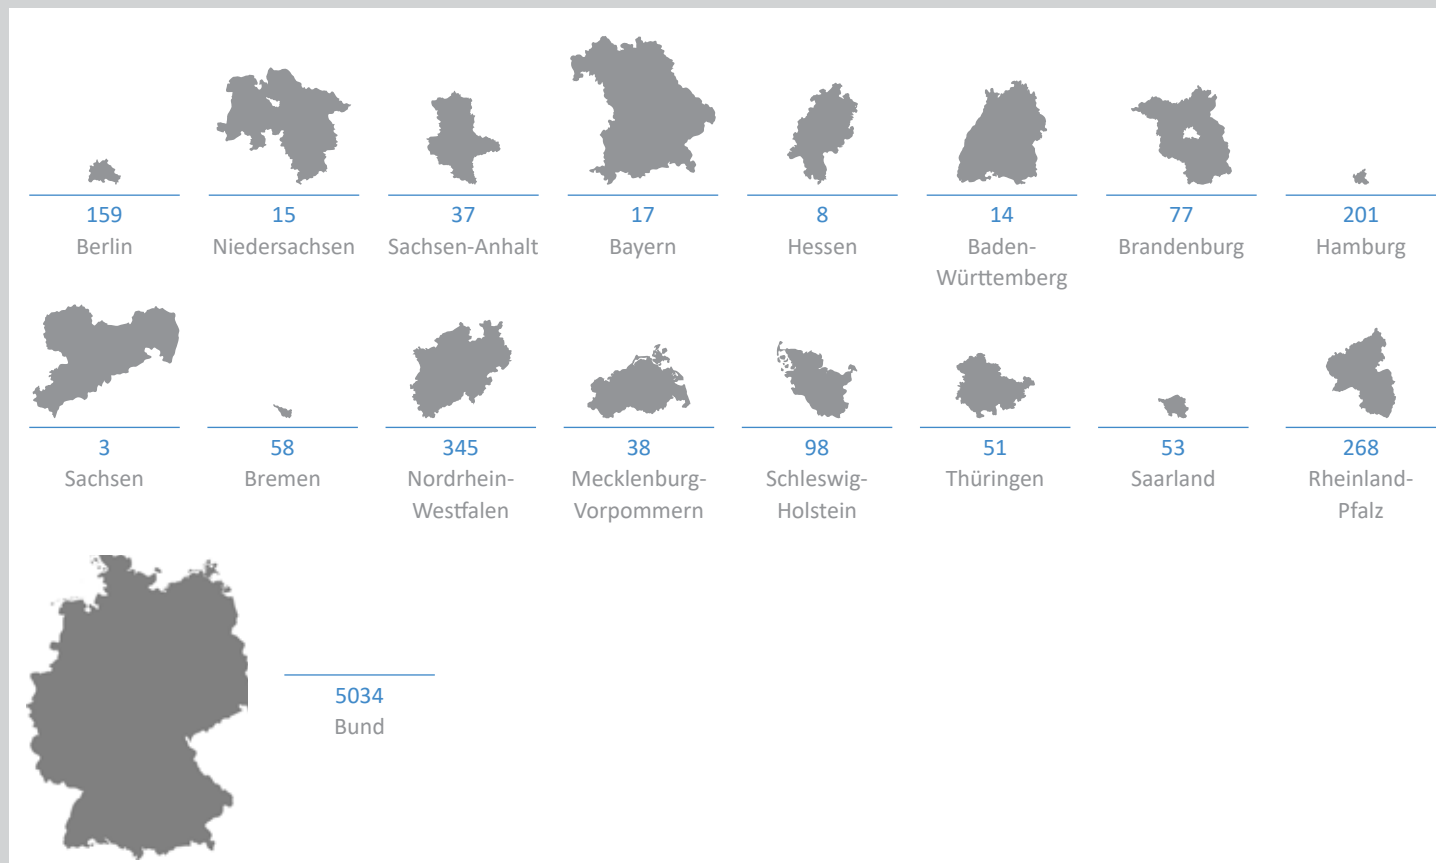 159 15 37 17 8 14 77 201
Berlin Niedersachsen Sachsen-Anhalt Bayern Hessen Baden- Brandenburg Hamburg
Württemberg
3 58 345 38 98 51 53 268
Sachsen Bremen Nordrhein- Mecklenburg- Schleswig- Thüringen Saarland Rheinland-
Westfalen Vorpommern Holstein Pfalz
5034
Bund